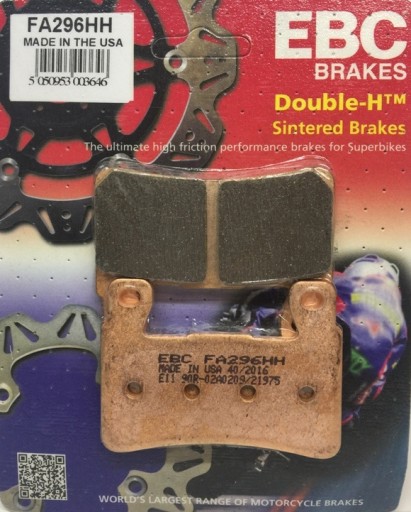 FA296HH
MADE IN THE USA
5 050953 003646
EBC
BRAKES
Double-H™
Sintered Brakes
The ultimate high friction performance brakes for Superbikes
EBC FA296HH
MADE IN USA 40/2016
E11 90R-02A0209/21975
WORLD'S LARGEST RANGE OF MOTORCYCLE BRAKES